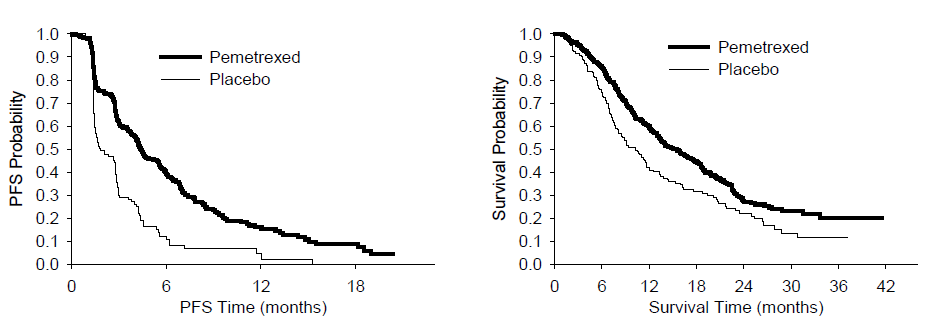 PFS Probability
1.0
0.9
0.8
0.7
0.6
0.5
0.4
0.3
0.2
0.1
0.0
Pemetrexed
Placebo
0 6 12 18
PFS Time (months)
Survival Probability
1.0
0.9
0.8
0.7
0.6
0.5
0.4
0.3
0.2
0.1
0.0
Pemetrexed
Placebo
0 6 12 18 24 30 36 42
Survival Time (months)